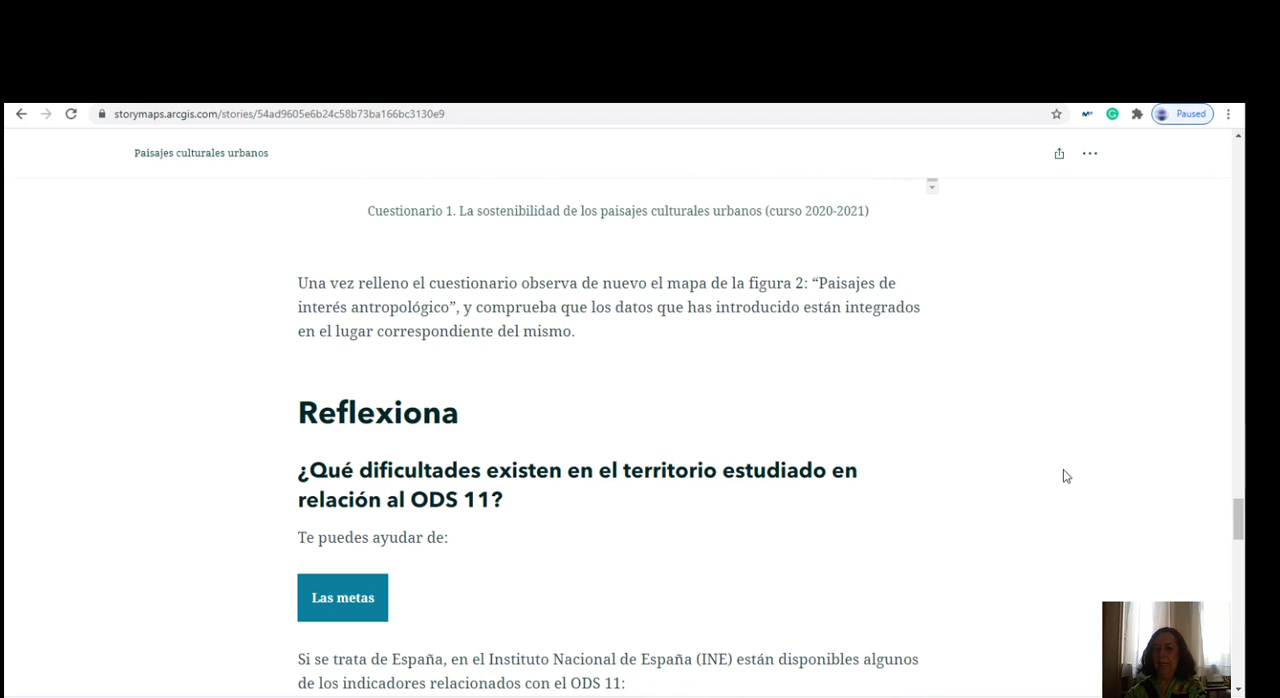 storymaps.arcgis.com/stories/54ad9605e6b24c58b73ba166bc3130e9
Paused
Paisajes culturales urbanos
Cuestionario 1. La sostenibilidad de los paisajes culturales urbanos (curso 2020-2021)
Una vez relleno el cuestionario observa de nuevo el mapa de la figura 2: “Paisajes de
interés antropológico”, y comprueba que los datos que has introducido están integrados
en el lugar correspondiente del mismo.
Reflexiona
¿Qué dificultades existen en el territorio estudiado en
relación al ODS 11?
Te puedes ayudar de:
Las metas
Si se trata de España, en el Instituto Nacional de España (INE) están disponibles algunos
de los indicadores relacionados con el ODS 11: